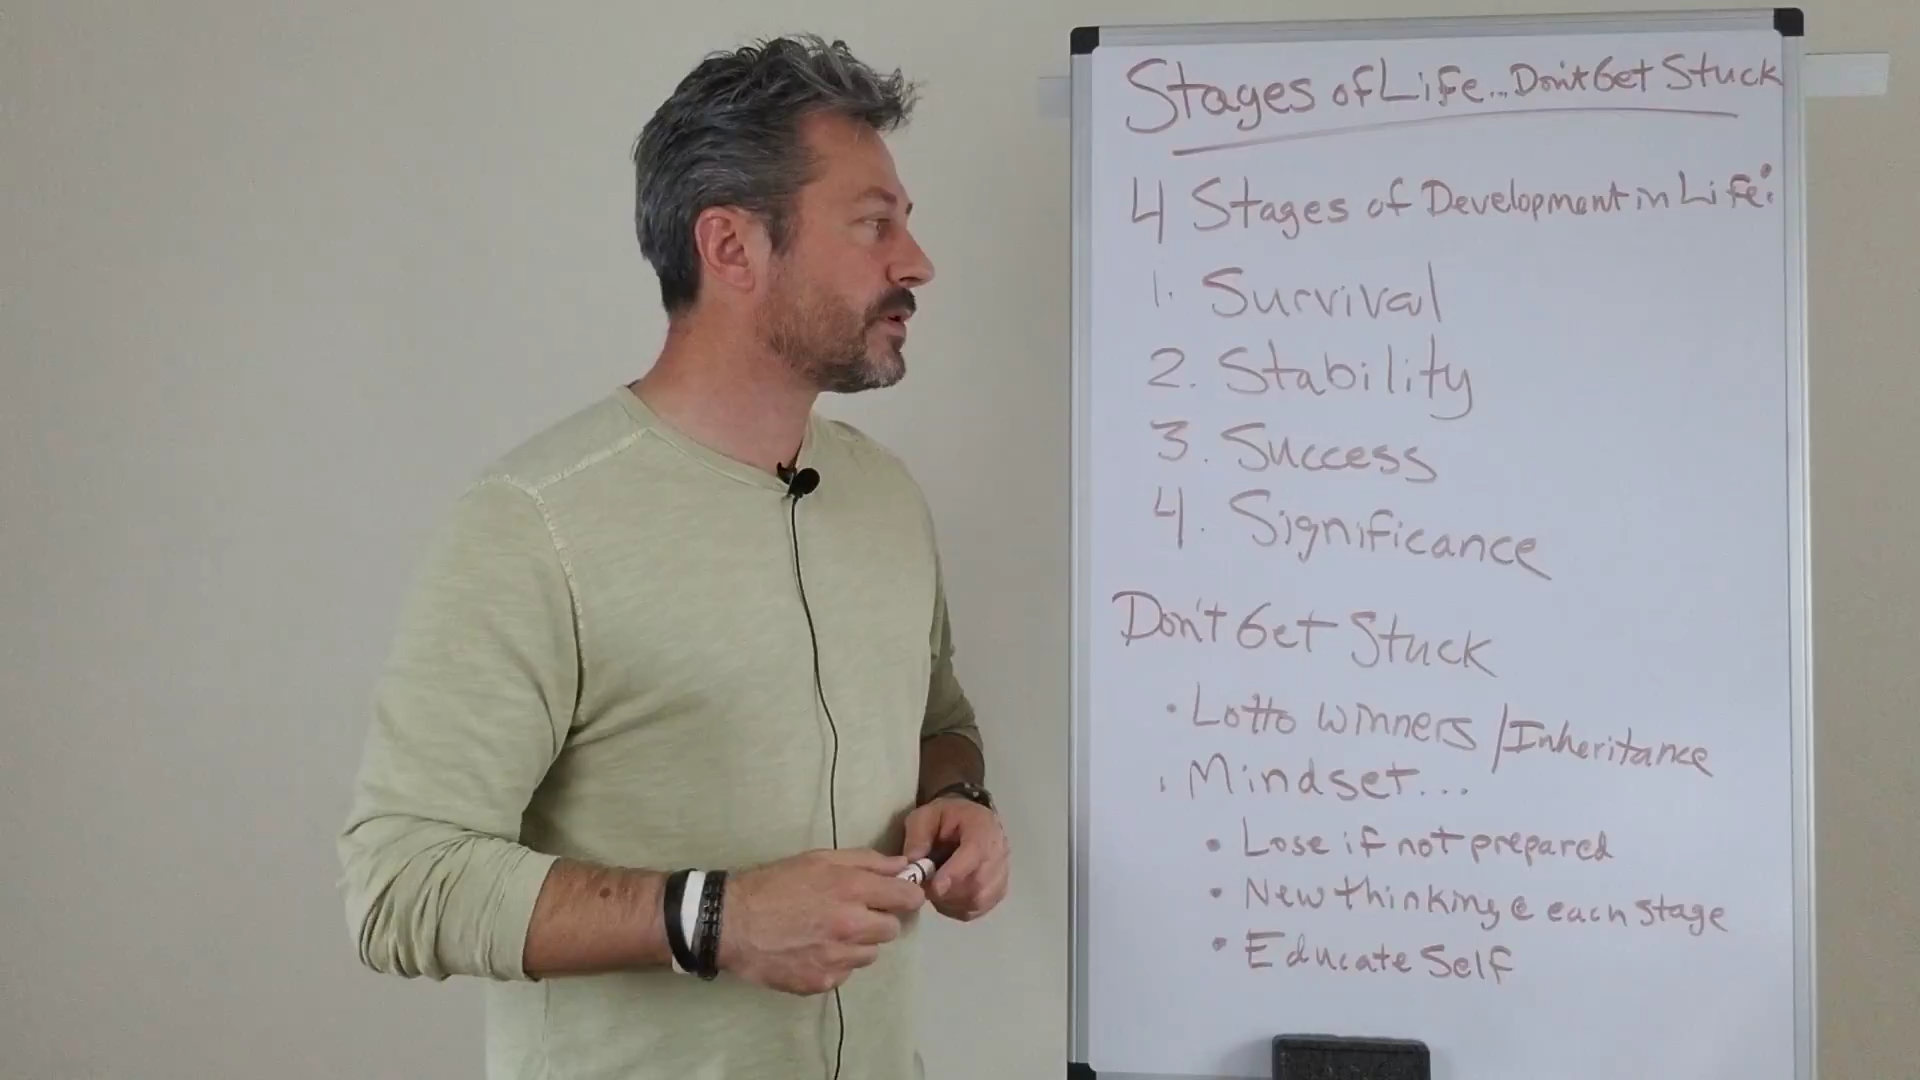 Stages of Life... Don't Get Stuck
4 Stages of Development in Life:
1. Survival
2. Stability
3. Success
4. Significance
Don't Get Stuck
• Lotto winners / Inheritance
• Mindset...
• Lose if not prepared
• New thinking @ each stage
• Educate Self